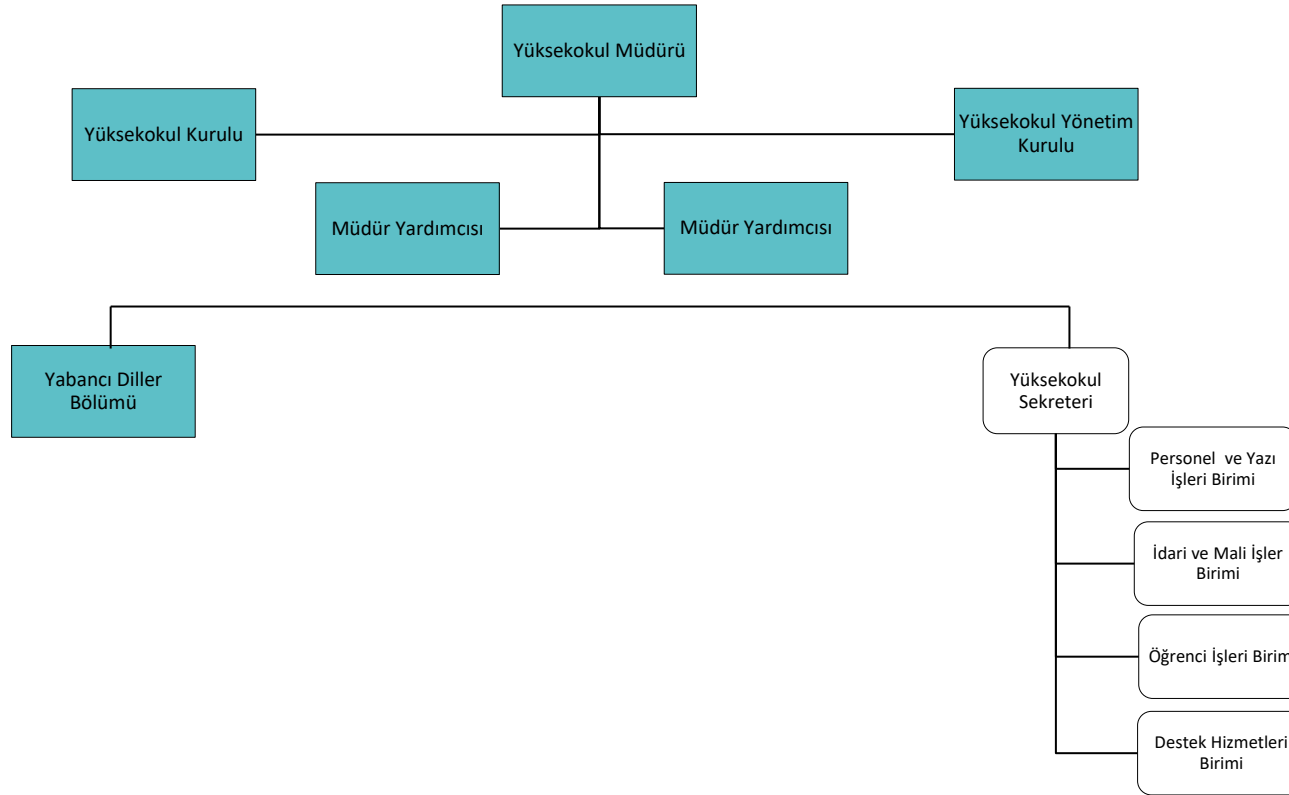 Yüksekokul Müdürü
Yüksekokul Kurulu
Yüksekokul Yönetim
Kurulu
Müdür Yardımcısı
Müdür Yardımcısı
Yabancı Diller
Bölümü
Yüksekokul
Sekreteri
Personel ve Yazı
İşleri Birimi
İdari ve Mali İşler
Birimi
Öğrenci İşleri Birim
Destek Hizmetleri
Birimi